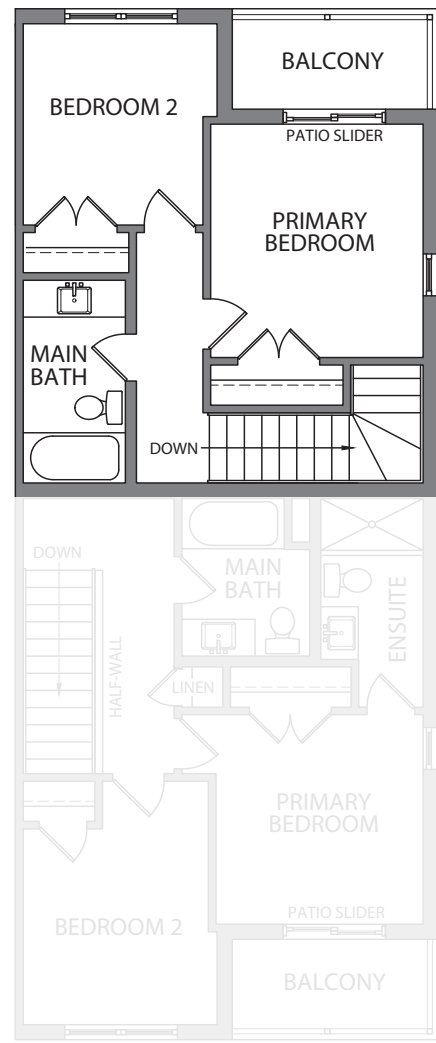 BALCONY
BEDROOM 2
PATIO SLIDER
PRIMARY
BEDROOM
MAIN
BATH
DOWN
DOWN
MAIN
BATH
ENSUITE
HALF-WALL
LINEN
PRIMARY
BEDROOM
PATIO SLIDER
BEDROOM 2
BALCONY